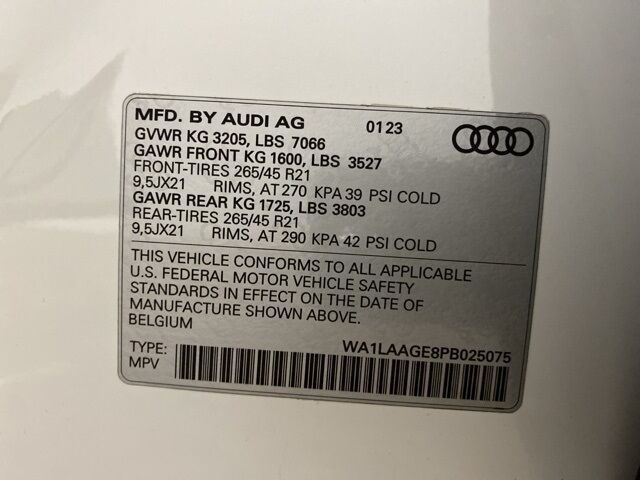 MFD. BY AUDI AG 01 23
GVWR KG 3205, LBS 7066
GAWR FRONT KG 1600, LBS 3527
FRONT-TIRES 265/45 R21
9,5JX21 RIMS, AT 270 KPA 39 PSI COLD
GAWR REAR KG 1725, LBS 3803
REAR-TIRES 265/45 R21
9,5JX21 RIMS, AT 290 KPA 42 PSI COLD
THIS VEHICLE CONFORMS TO ALL APPLICABLE
U.S. FEDERAL MOTOR VEHICLE SAFETY
STANDARDS IN EFFECT ON THE DATE OF
MANUFACTURE SHOWN ABOVE.
BELGIUM
WA1LAAGE8PB025075
TYPE:
MPV